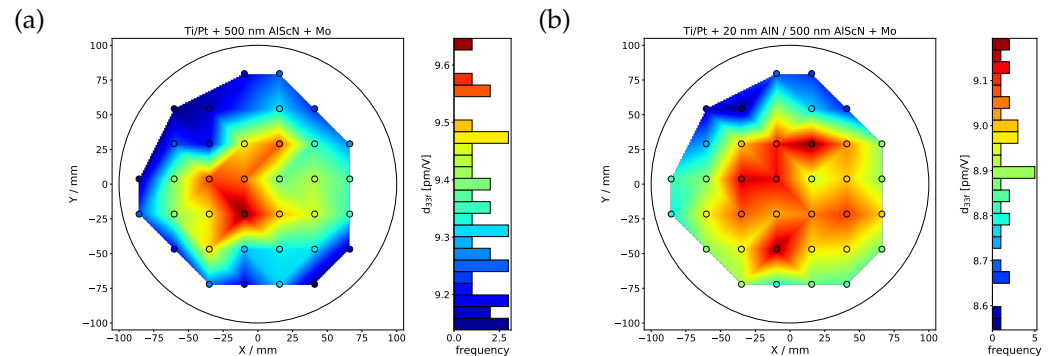 (a)
Ti/Pt + 500 nm AlScN + Mo
100
75
50
25
0
−25
−50
−75
−100
Y / mm
−100 −75 −50 −25 0 25 50 75 100
X / mm
9.6
9.5
9.4
9.3
9.2
d33f [pm/V]
0.0 2.5
frequency
(b)
Ti/Pt + 20 nm AlN / 500 nm AlScN + Mo
100
75
50
25
0
−25
−50
−75
−100
Y / mm
−100 −75 −50 −25 0 25 50 75 100
X / mm
9.1
9.0
8.9
8.8
8.7
8.6
d33f [pm/V]
0 5
frequency